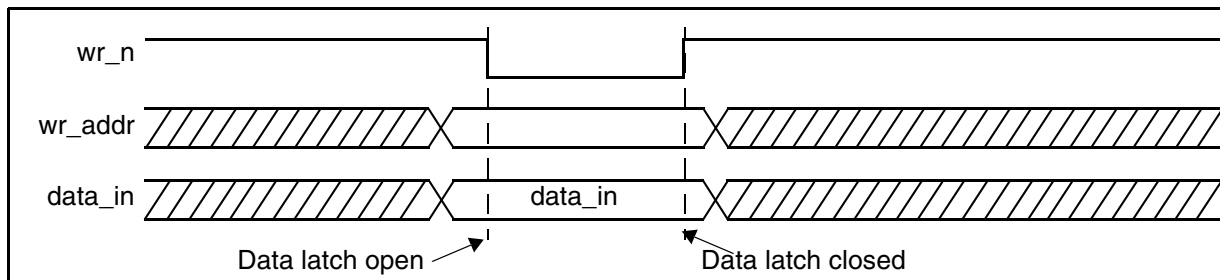 wr_n
wr_addr
data_in
data_in
Data latch open
Data latch closed